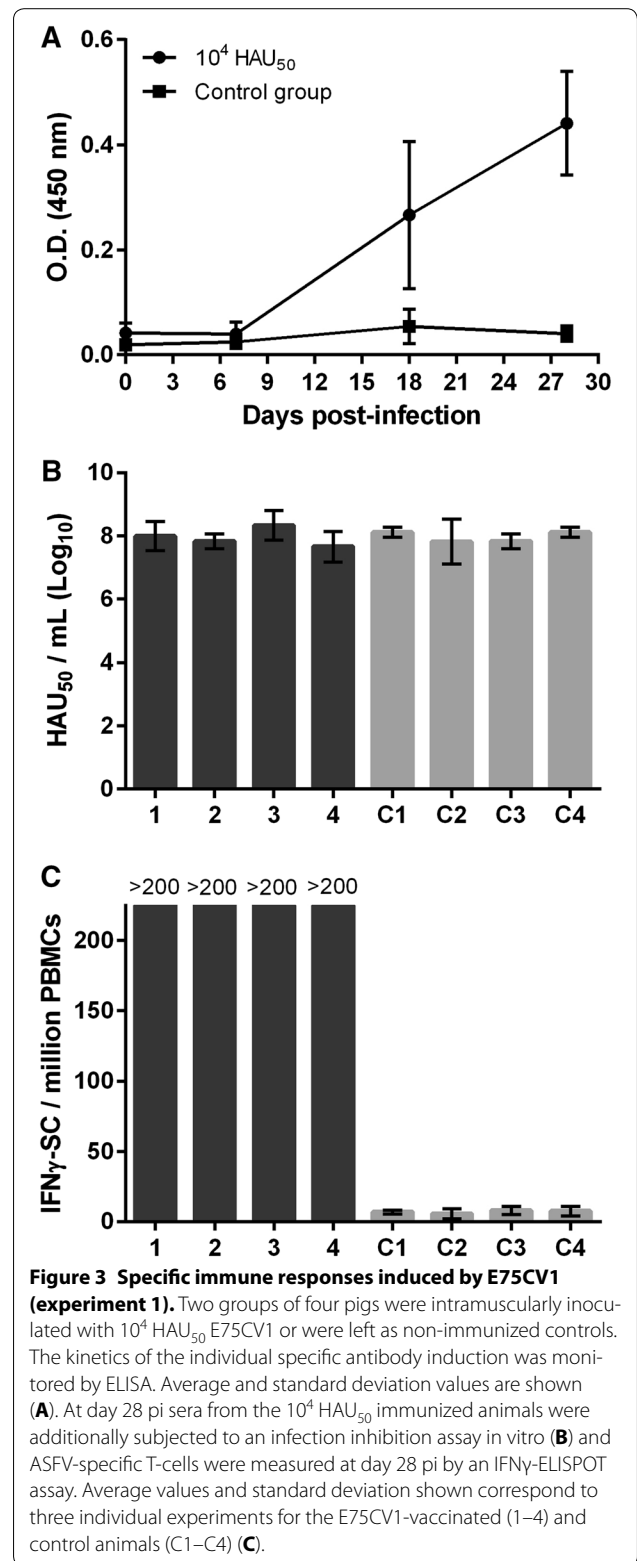 A
0.6
10⁴ HAU₅₀
Control group
0.4
O.D. (450 nm)
0.2
0.0
0 3 6 9 12 15 18 21 24 27 30
Days post-infection
B
10
8
6
HAU₅₀ / mL (Log₁₀)
4
2
0
1 2 3 4 C1 C2 C3 C4
C
>200 >200 >200 >200
200
150
IFNγ-SC / million PBMCs
100
50
0
1 2 3 4 C1 C2 C3 C4
Figure 3 Specific immune responses induced by E75CV1
(experiment 1). Two groups of four pigs were intramuscularly inocu-
lated with 10⁴ HAU₅₀ E75CV1 or were left as non-immunized controls.
The kinetics of the individual specific antibody induction was moni-
tored by ELISA. Average and standard deviation values are shown
(A). At day 28 pi sera from the 10⁴ HAU₅₀ immunized animals were
additionally subjected to an infection inhibition assay in vitro (B) and
ASFV-specific T-cells were measured at day 28 pi by an IFNγ-ELISPOT
assay. Average values and standard deviation shown correspond to
three individual experiments for the E75CV1-vaccinated (1–4) and
control animals (C1–C4) (C).